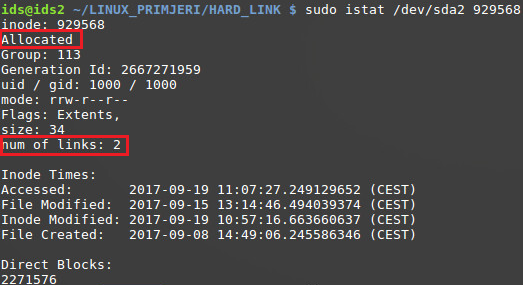 ids@ids2 ~/LINUX_PRIMJERI/HARD_LINK $ sudo istat /dev/sda2 929568
inode: 929568
Allocated
Group: 113
Generation Id: 2667271959
uid / gid: 1000 / 1000
mode: rrw-r--r--
Flags: Extents,
size: 34
num of links: 2
Inode Times:
Accessed: 2017-09-19 11:07:27.249129652 (CEST)
File Modified: 2017-09-15 13:14:46.494039374 (CEST)
Inode Modified: 2017-09-19 10:57:16.663660637 (CEST)
File Created: 2017-09-08 14:49:06.245586346 (CEST)
Direct Blocks:
2271576